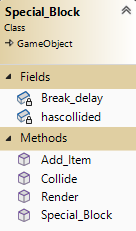 Special_Block
Class
GameObject
Fields
Break_delay
hascollided
Methods
Add_Item
Collide
Render
Special_Block